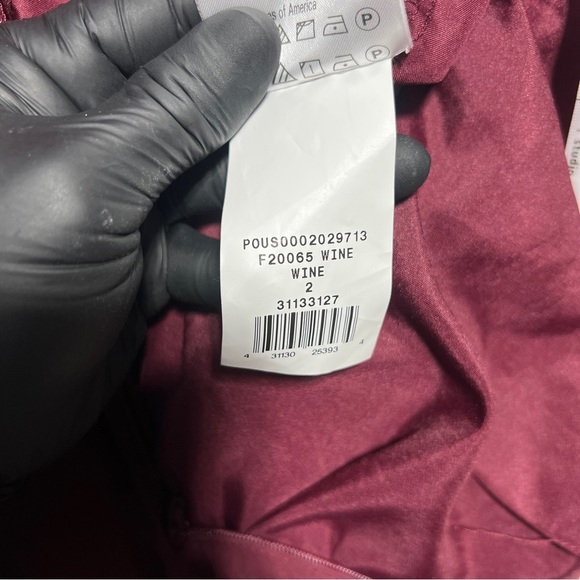 of America
P
P
POUS0002029713
F20065 WINE
WINE
2
31133127
4 31130 25393 4